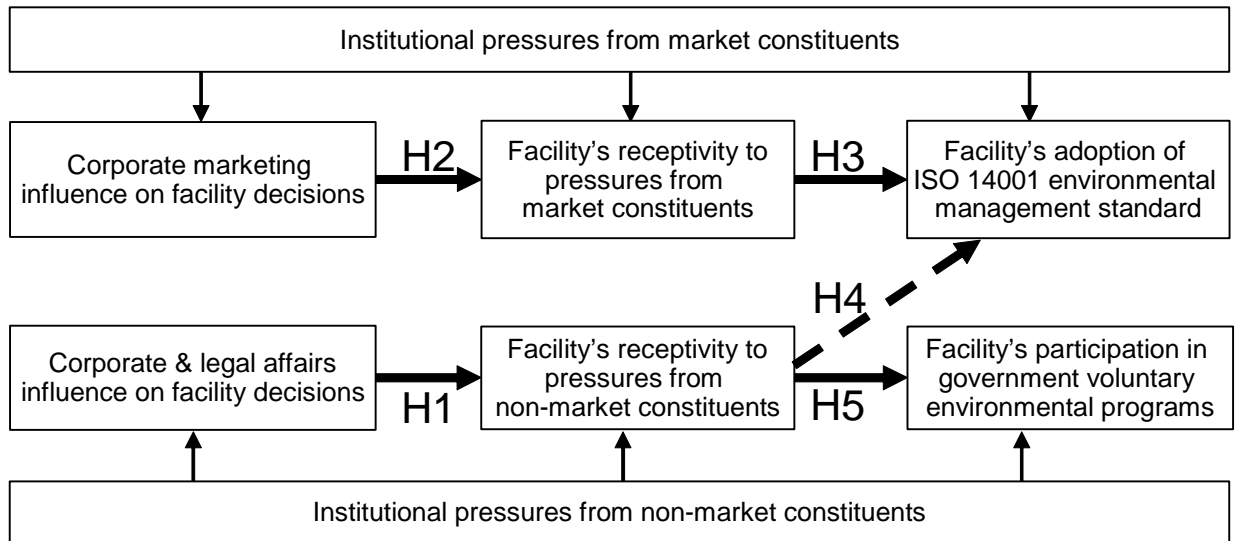 Institutional pressures from market constituents
Corporate marketing
influence on facility decisions
H2
Facility’s receptivity to
pressures from
market constituents
H3
Facility’s adoption of
ISO 14001 environmental
management standard
H4
Corporate & legal affairs
influence on facility decisions
H1
Facility’s receptivity to
pressures from
non-market constituents
H5
Facility’s participation in
government voluntary
environmental programs
Institutional pressures from non-market constituents